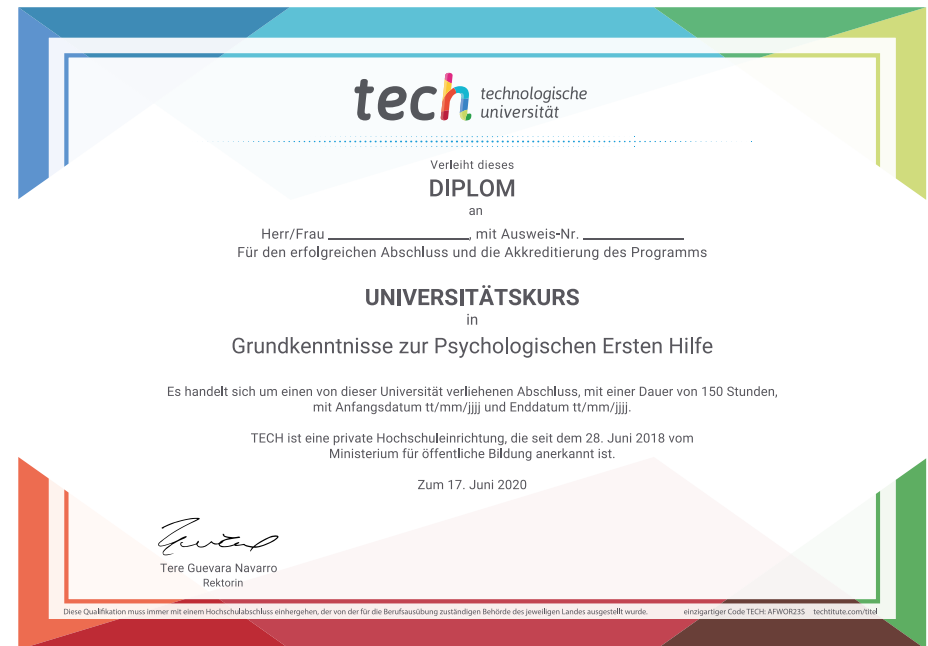 tech technologische
universität
Verleiht dieses
DIPLOM
an
Herr/Frau ____________________, mit Ausweis-Nr. ______________
Für den erfolgreichen Abschluss und die Akkreditierung des Programms
UNIVERSITÄTSKURS
in
Grundkenntnisse zur Psychologischen Ersten Hilfe
Es handelt sich um einen von dieser Universität verliehenen Abschluss, mit einer Dauer von 150 Stunden,
mit Anfangsdatum tt/mm/jjjj und Enddatum tt/mm/jjjj.
TECH ist eine private Hochschuleinrichtung, die seit dem 28. Juni 2018 vom
Ministerium für öffentliche Bildung anerkannt ist.
Zum 17. Juni 2020
Tere Guevara Navarro
Rektorin
Diese Qualifikation muss immer mit einem Hochschulabschluss einhergehen, der von der für die Berufsausübung zuständigen Behörde des jeweiligen Landes ausgestellt wurde. einzigartiger Code TECH: AFWOR23S techtitute.com/titel